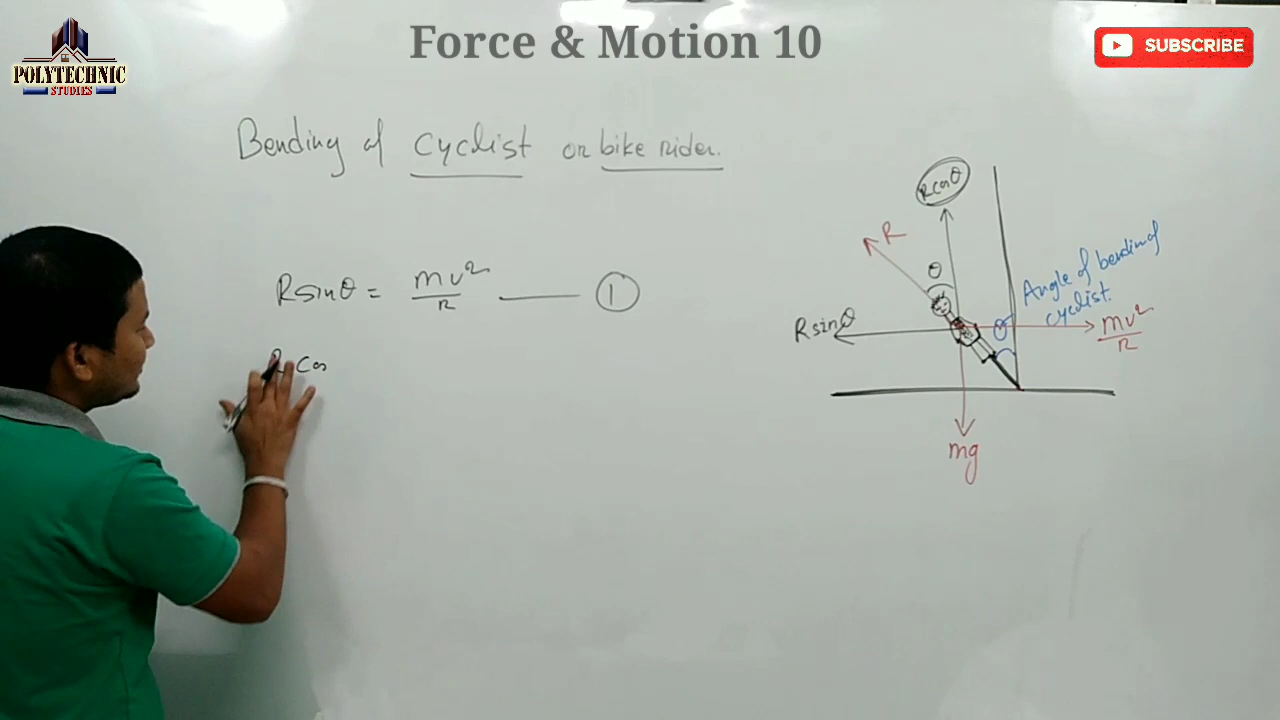 Force & Motion 10
SUBSCRIBE
POLYTECHNIC
STUDIES
Bending of cyclist or bike rider.
Rsinθ = mv²/r ——— ①
R cos
Rcosθ
R
θ
Angle of bending of
cyclist.
θ
Rsinθ
mv²/r
mg